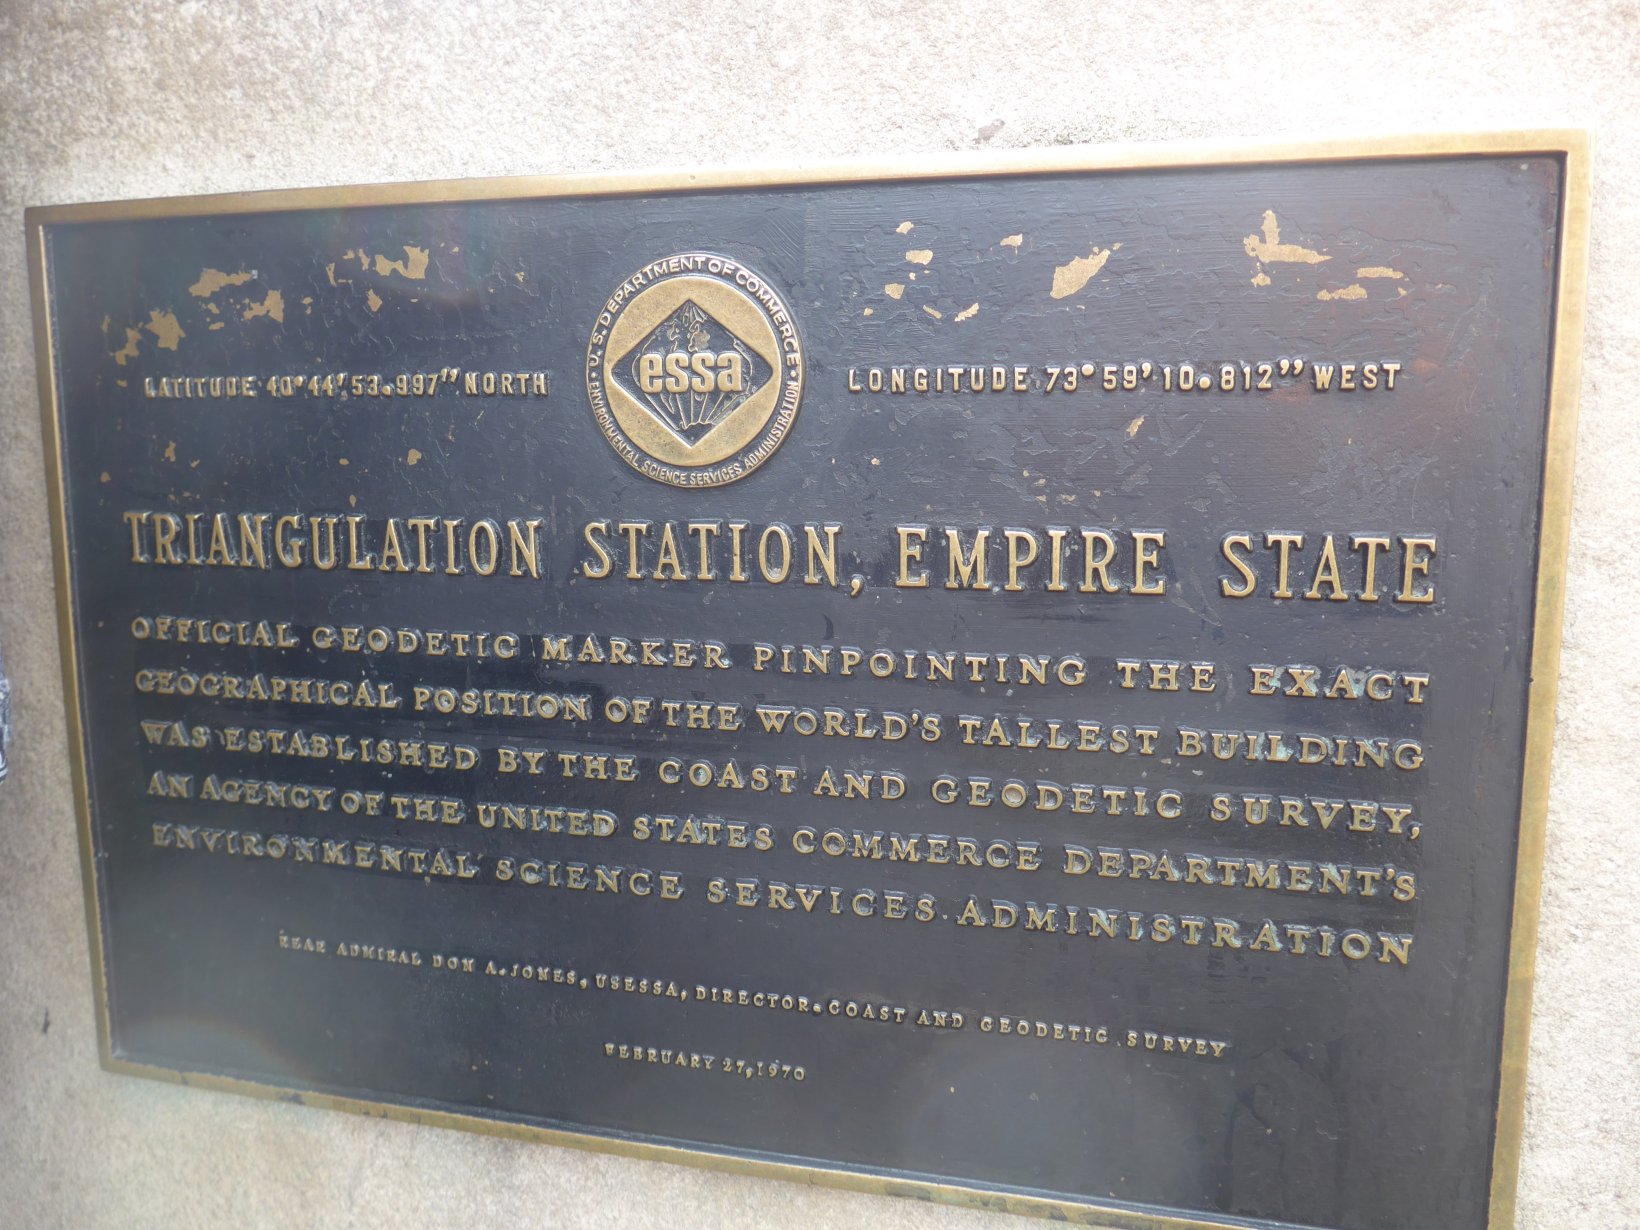 LATITUDE 40°44'53.997" NORTH
U.S. DEPARTMENT OF COMMERCE
essa
ENVIRONMENTAL SCIENCE SERVICES ADMINISTRATION
LONGITUDE 73°59'10.812" WEST
TRIANGULATION STATION, EMPIRE STATE
OFFICIAL GEODETIC MARKER PINPOINTING THE EXACT
GEOGRAPHICAL POSITION OF THE WORLD'S TALLEST BUILDING
WAS ESTABLISHED BY THE COAST AND GEODETIC SURVEY,
AN AGENCY OF THE UNITED STATES COMMERCE DEPARTMENT'S
ENVIRONMENTAL SCIENCE SERVICES ADMINISTRATION
REAR ADMIRAL DON A. JONES, USESSA, DIRECTOR. COAST AND GEODETIC SURVEY
FEBRUARY 27, 1970